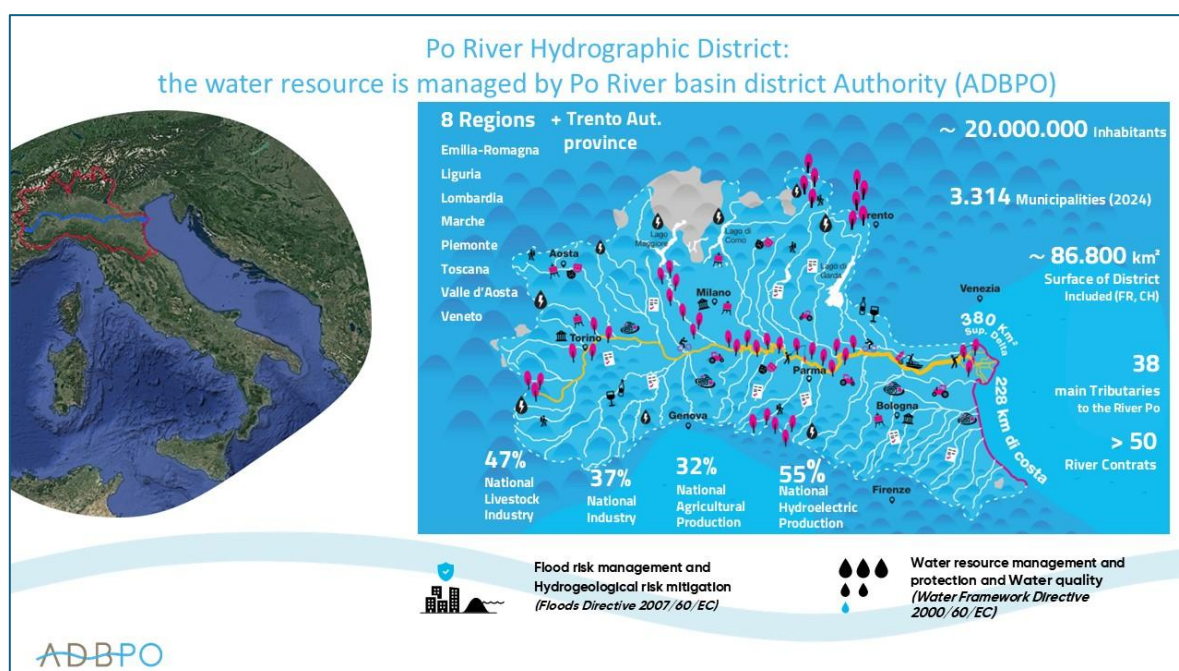 Po River Hydrographic District:
the water resource is managed by Po River basin district Authority (ADBPO)
8 Regions + Trento Aut.
province
Emilia-Romagna
Liguria
Lombardia
Marche
Piemonte
Toscana
Valle d'Aosta
Veneto
~ 20.000.000 Inhabitants
3.314 Municipalities (2024)
~ 86.800 km²
Surface of District
Included (FR, CH)
38
main Tributaries
to the River Po
> 50
River Contrats
Trento
Lago
Maggiore
Lago di
Como
Lago di
Garda
Aosta
Milano
Venezia
Torino
380 Km²
Sup. Delta
Parma
Genova
Bologna
228 km di costa
Firenze
47%
National
Livestock
Industry
37%
National
Industry
32%
National
Agricultural
Production
55%
National
Hydroelectric
Production
Flood risk management and
Hydrogeological risk mitigation
(Floods Directive 2007/60/EC)
Water resource management and
protection and Water quality
(Water Framework Directive
2000/60/EC)
ADBPO